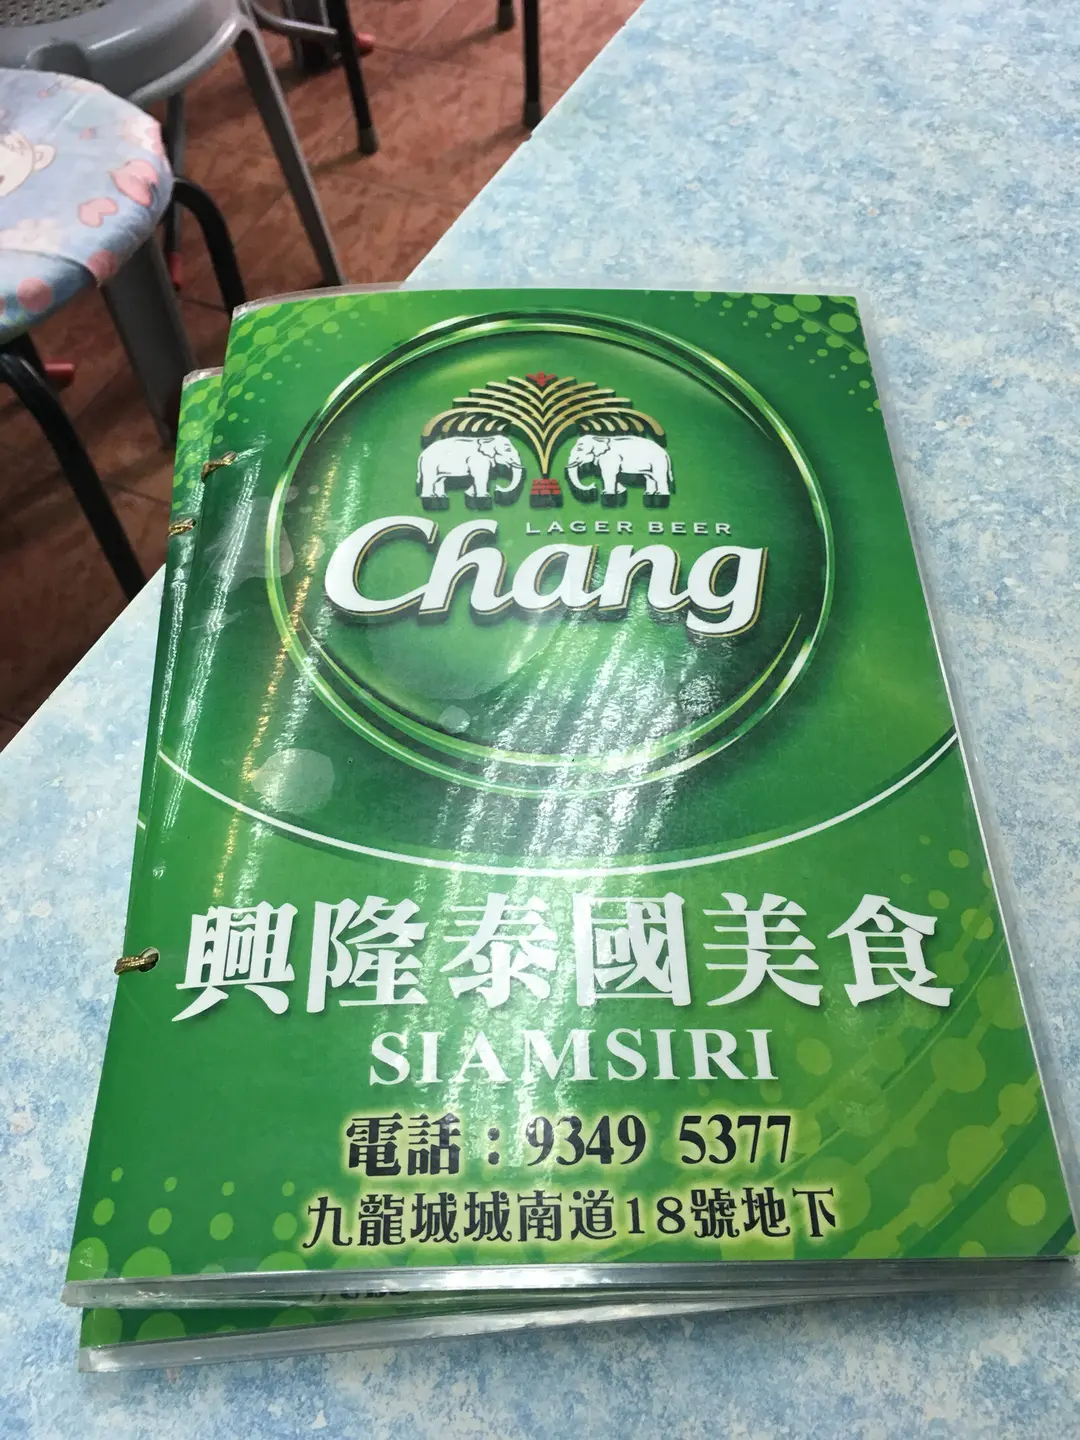 LAGER BEER
Chang
興隆泰國美食
SIAMSIRI
電話：9349 5377
九龍城城南道18號地下